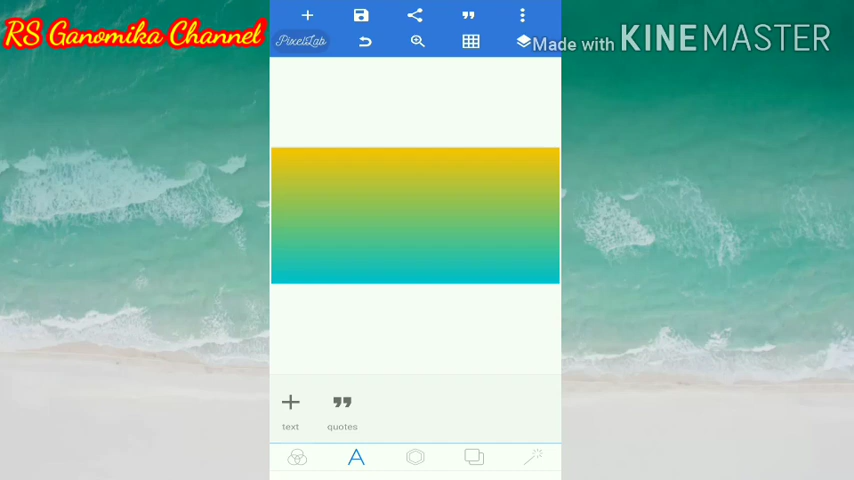 RS Ganomika Channel
Made with KINEMASTER
PixelLab
text
quotes